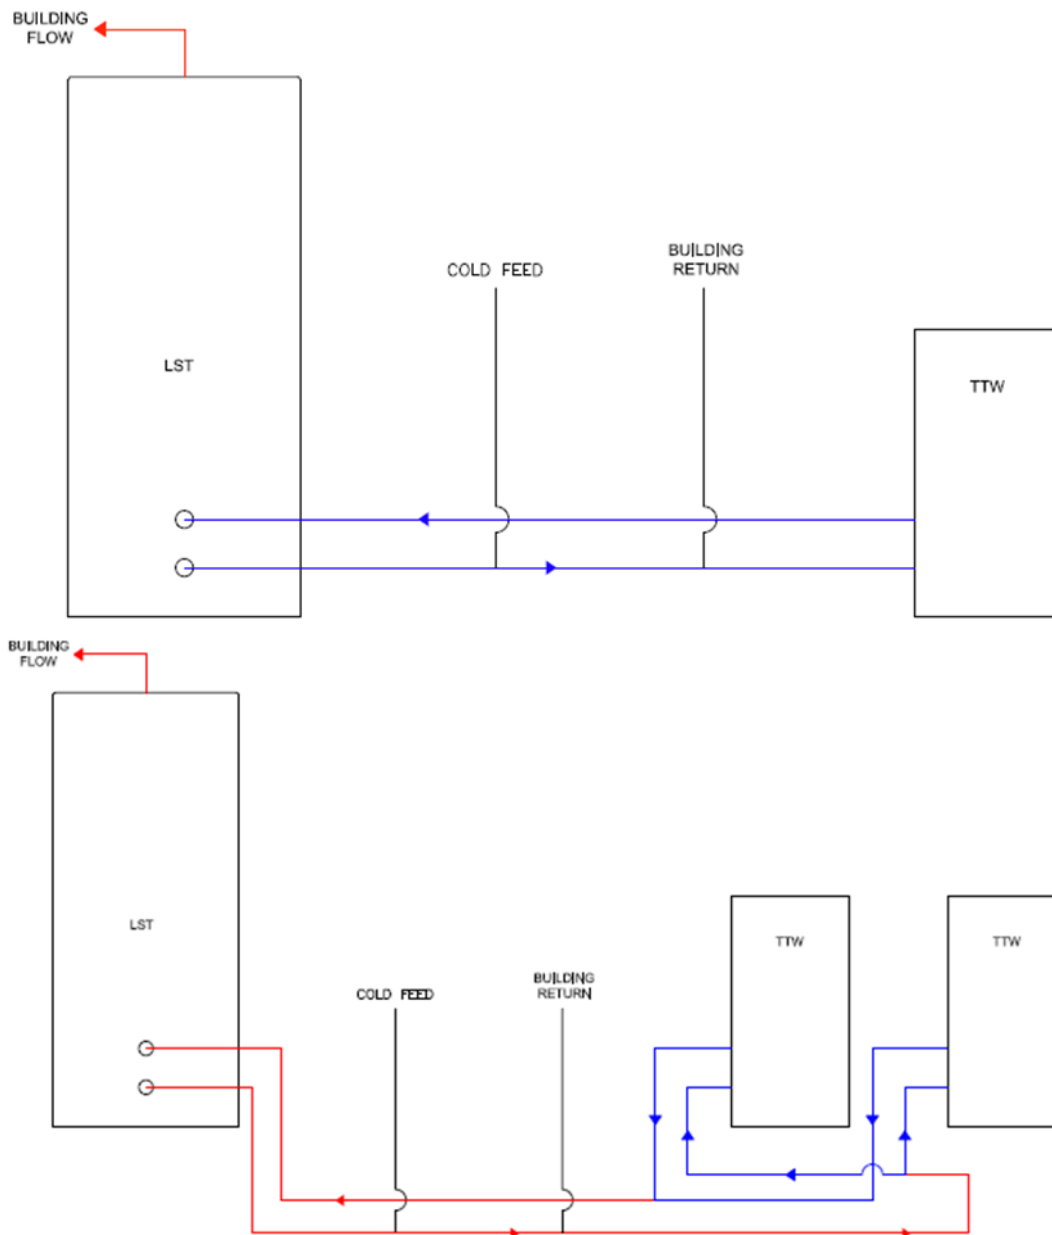 BUILDING
FLOW
LST
COLD FEED
BUILDING
RETURN
TTW
BUILDING
FLOW
LST
COLD FEED
BUILDING
RETURN
TTW
TTW